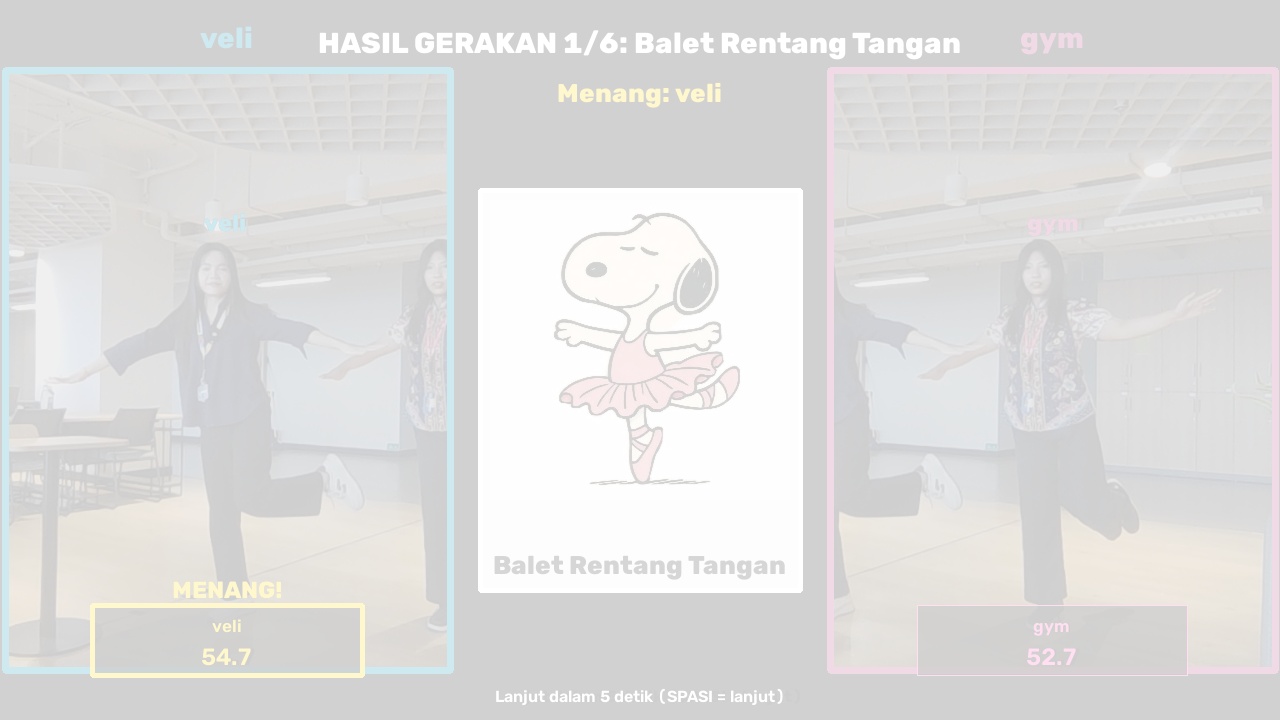 veli
HASIL GERAKAN 1/6: Balet Rentang Tangan
gym
Menang: veli
veli
gym
Balet Rentang Tangan
MENANG!
veli
54.7
gym
52.7
Lanjut dalam 5 detik (SPASI = lanjut)